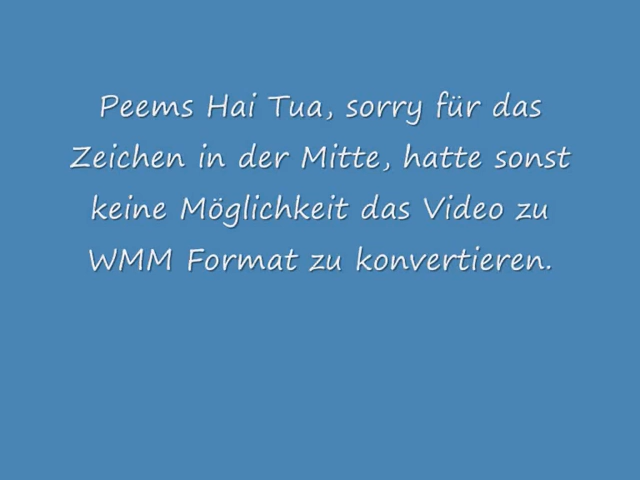 Peems Hai Tua, sorry für das
Zeichen in der Mitte, hatte sonst
keine Möglichkeit das Video zu
WMM Format zu konvertieren.